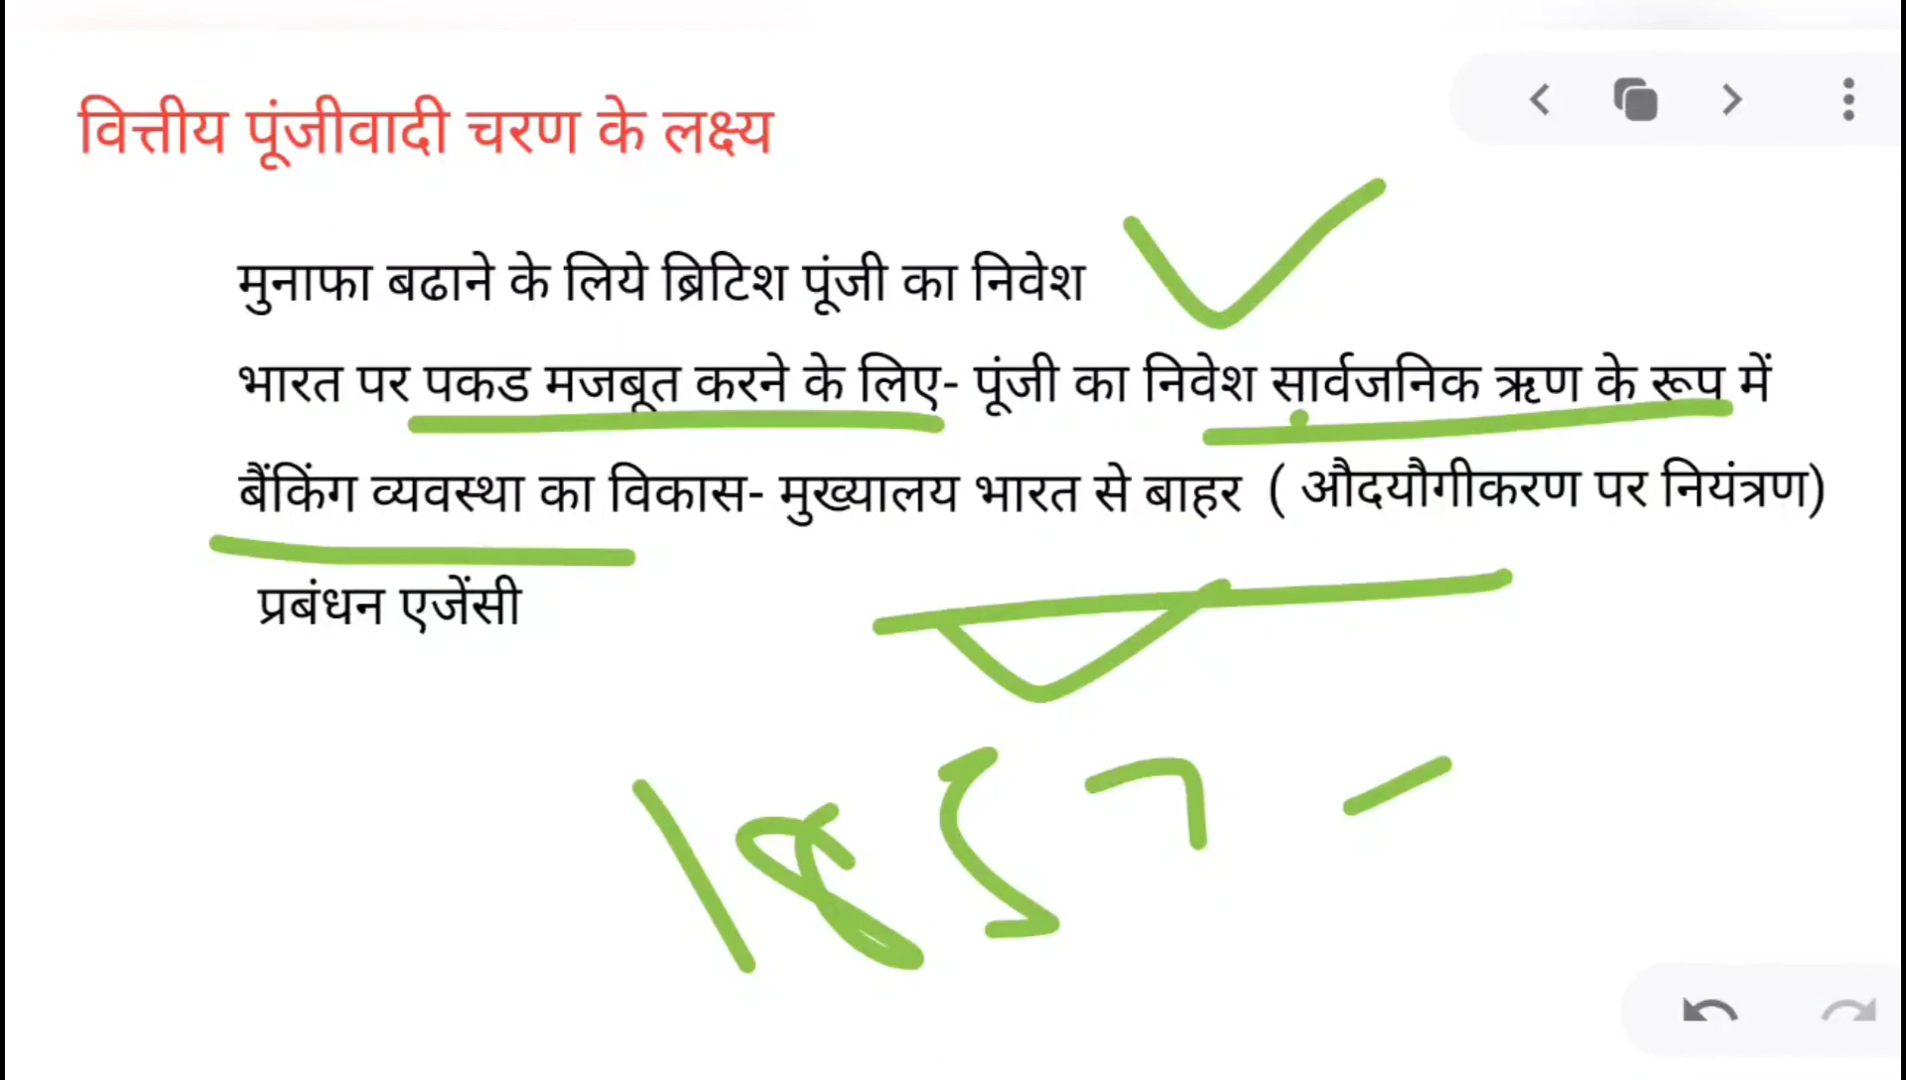 वित्तीय पूंजीवादी चरण के लक्ष्य
मुनाफा बढाने के लिये ब्रिटिश पूंजी का निवेश
भारत पर पकड मजबूत करने के लिए- पूंजी का निवेश सार्वजनिक ऋण के रूप में
बैंकिंग व्यवस्था का विकास- मुख्यालय भारत से बाहर ( औदयौगीकरण पर नियंत्रण)
प्रबंधन एजेंसी
1857 -